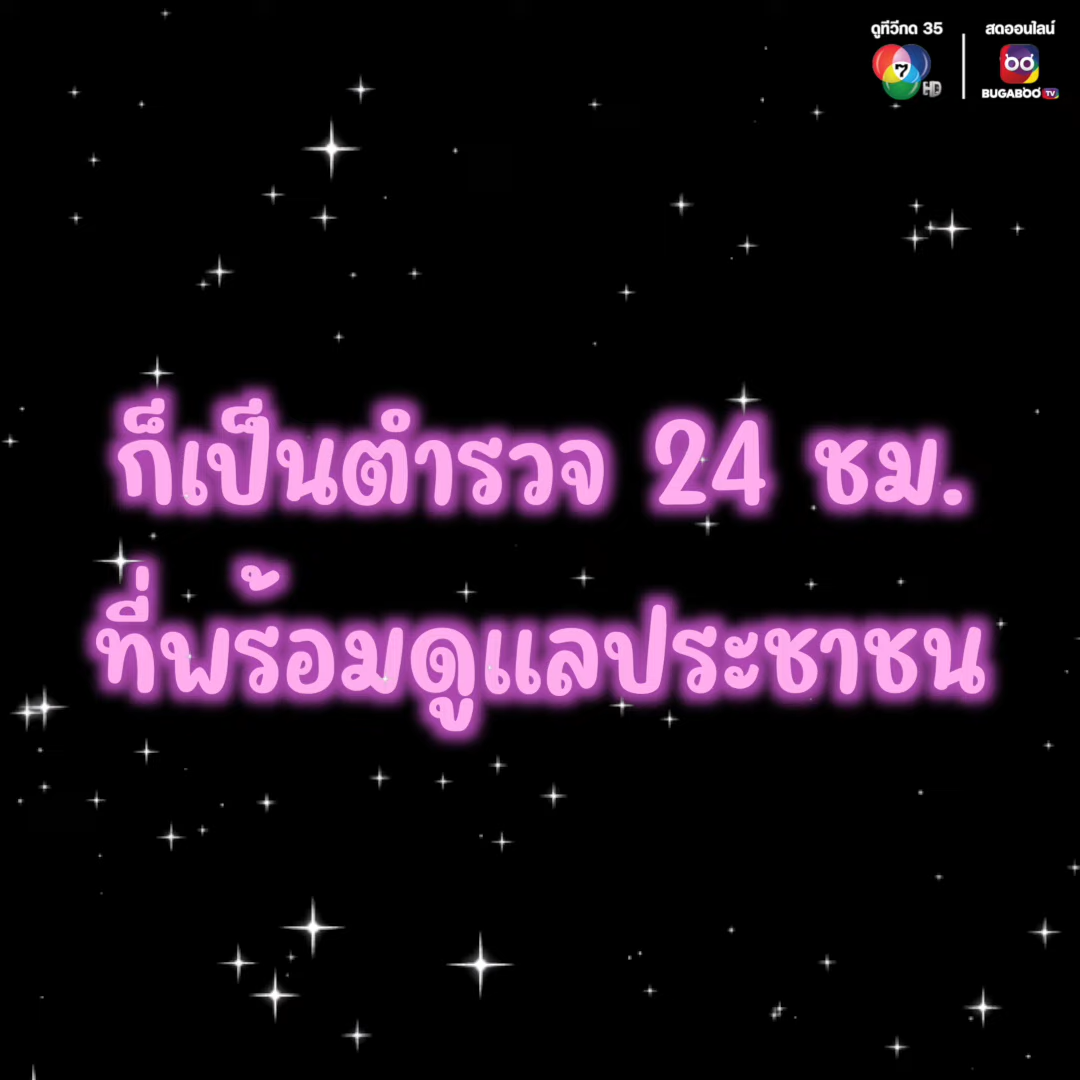 ดูทีวีกด 35
สดออนไลน์
7 HD
BUGABOO TV
ก็เป็นตำรวจ 24 ชม.
ที่พร้อมดูแลประชาชน